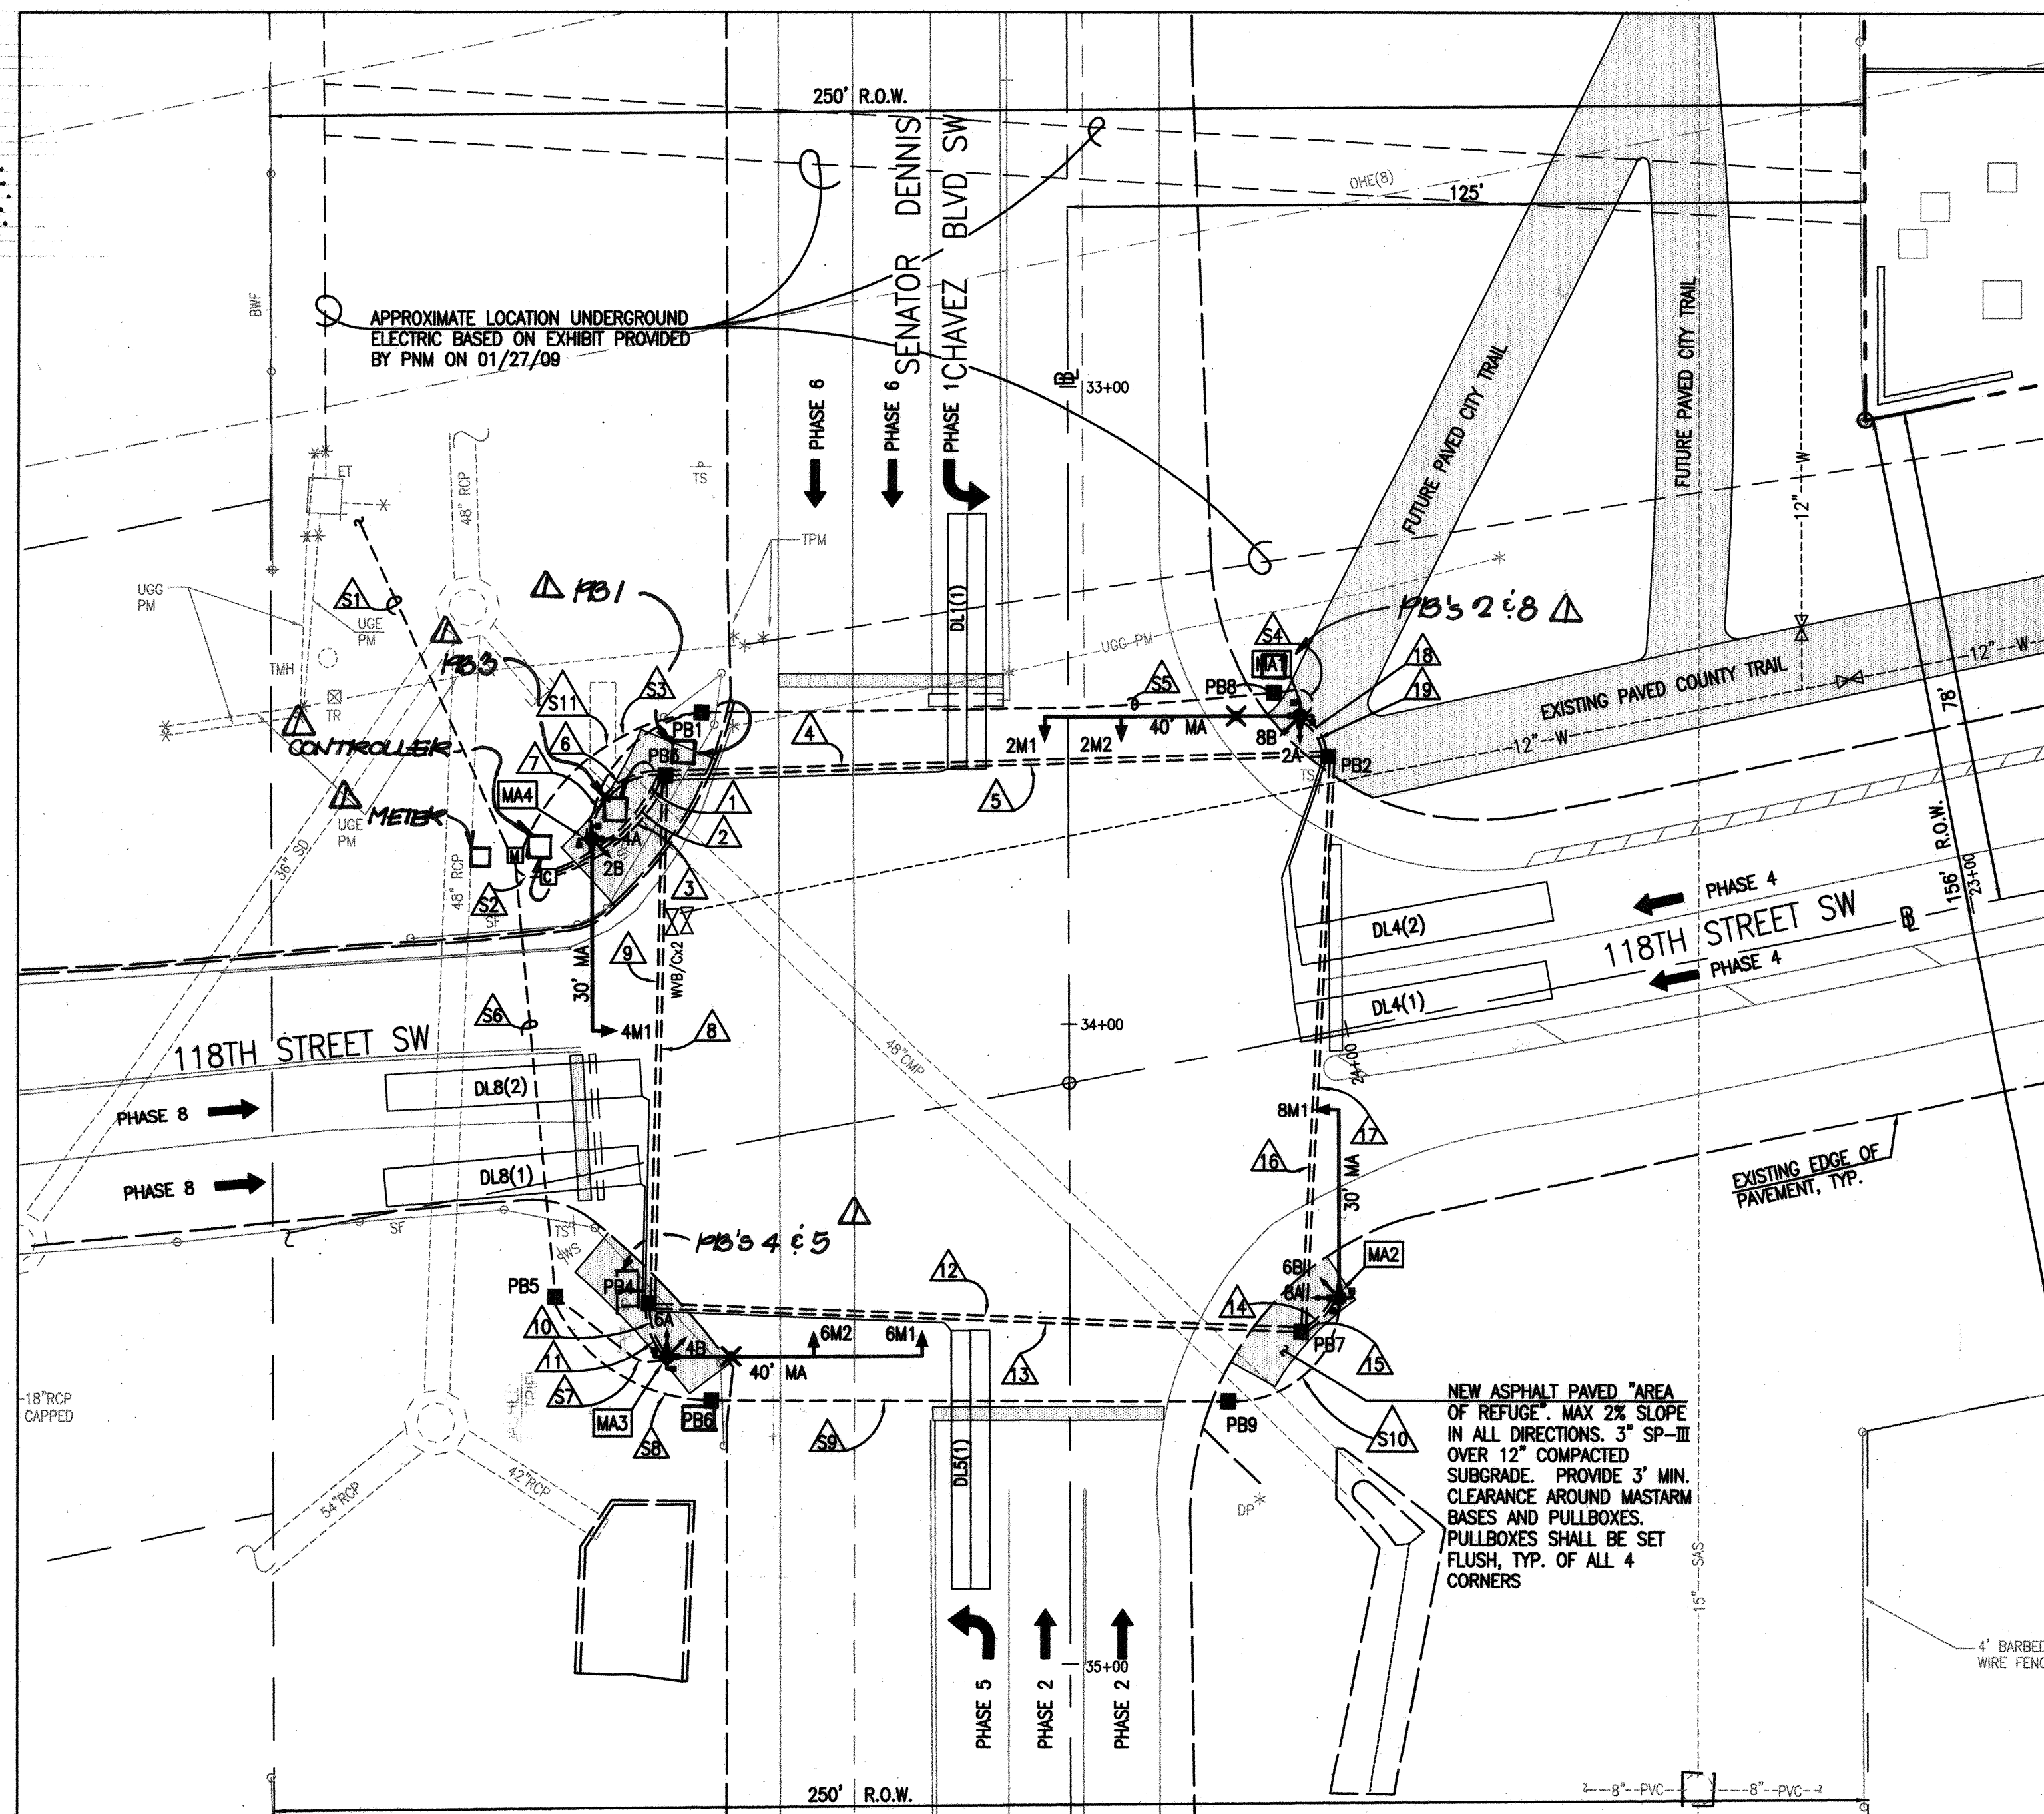 250' R.O.W.
SENATOR DENNIS
CHAVEZ BLVD SW
OHE(8)
125'
BWF
APPROXIMATE LOCATION UNDERGROUND
ELECTRIC BASED ON EXHIBIT PROVIDED
BY PNM ON 01/27/09
PHASE 6
PHASE 6
PHASE 1
33+00
FUTURE PAVED CITY TRAIL
FUTURE PAVED CITY TRAIL
12" W
ET
48" RCP
TS
TPM
DL1(1)
UGG
PM
S1
UGE
PM
1
PB1
PB's 2 & 8
1
1
PB3
TMH
TR
S11
S3
UGG-PM
S4
MA1
18
19
S5
PB8
EXISTING PAVED COUNTY TRAIL
12"--W
12"--W
78'
1
CONTROLLER
6
7
PB1
4
2M1
2M2
40' MA
8B
2A
TS
PB2
1
METER
UGE
PM
MA4
5
1
2
3
4A
2B
M
C
S2
SF
36" SD
48" RCP
156' R.O.W.
23+00
PHASE 4
DL4(2)
118TH STREET SW
PHASE 4
DL4(1)
9
WVB/Cx2
30' MA
4M1
8
S6
34+00
48"CMP
24+00
118TH STREET SW
DL8(2)
PHASE 8
DL8(1)
PHASE 8
8M1
17
16
30' MA
EXISTING EDGE OF
PAVEMENT, TYP.
SF
TS
WS
PB's 4 & 5
PB5
PB4
12
6B
8A
MA2
10
6A
4B
6M2
6M1
14
PB7
11
40' MA
13
15
S7
MA3
S8
PB6
S9
DL5(1)
PB9
S10
NEW ASPHALT PAVED "AREA
OF REFUGE". MAX 2% SLOPE
IN ALL DIRECTIONS. 3" SP-III
OVER 12" COMPACTED
SUBGRADE. PROVIDE 3' MIN.
CLEARANCE AROUND MASTARM
BASES AND PULLBOXES.
PULLBOXES SHALL BE SET
FLUSH, TYP. OF ALL 4
CORNERS
18"RCP
CAPPED
54"RCP
42"RCP
DP
15" SAS
4' BARBED
PHASE 5
PHASE 2
PHASE 2
35+00
250' R.O.W.
8"--PVC
8"--PVC